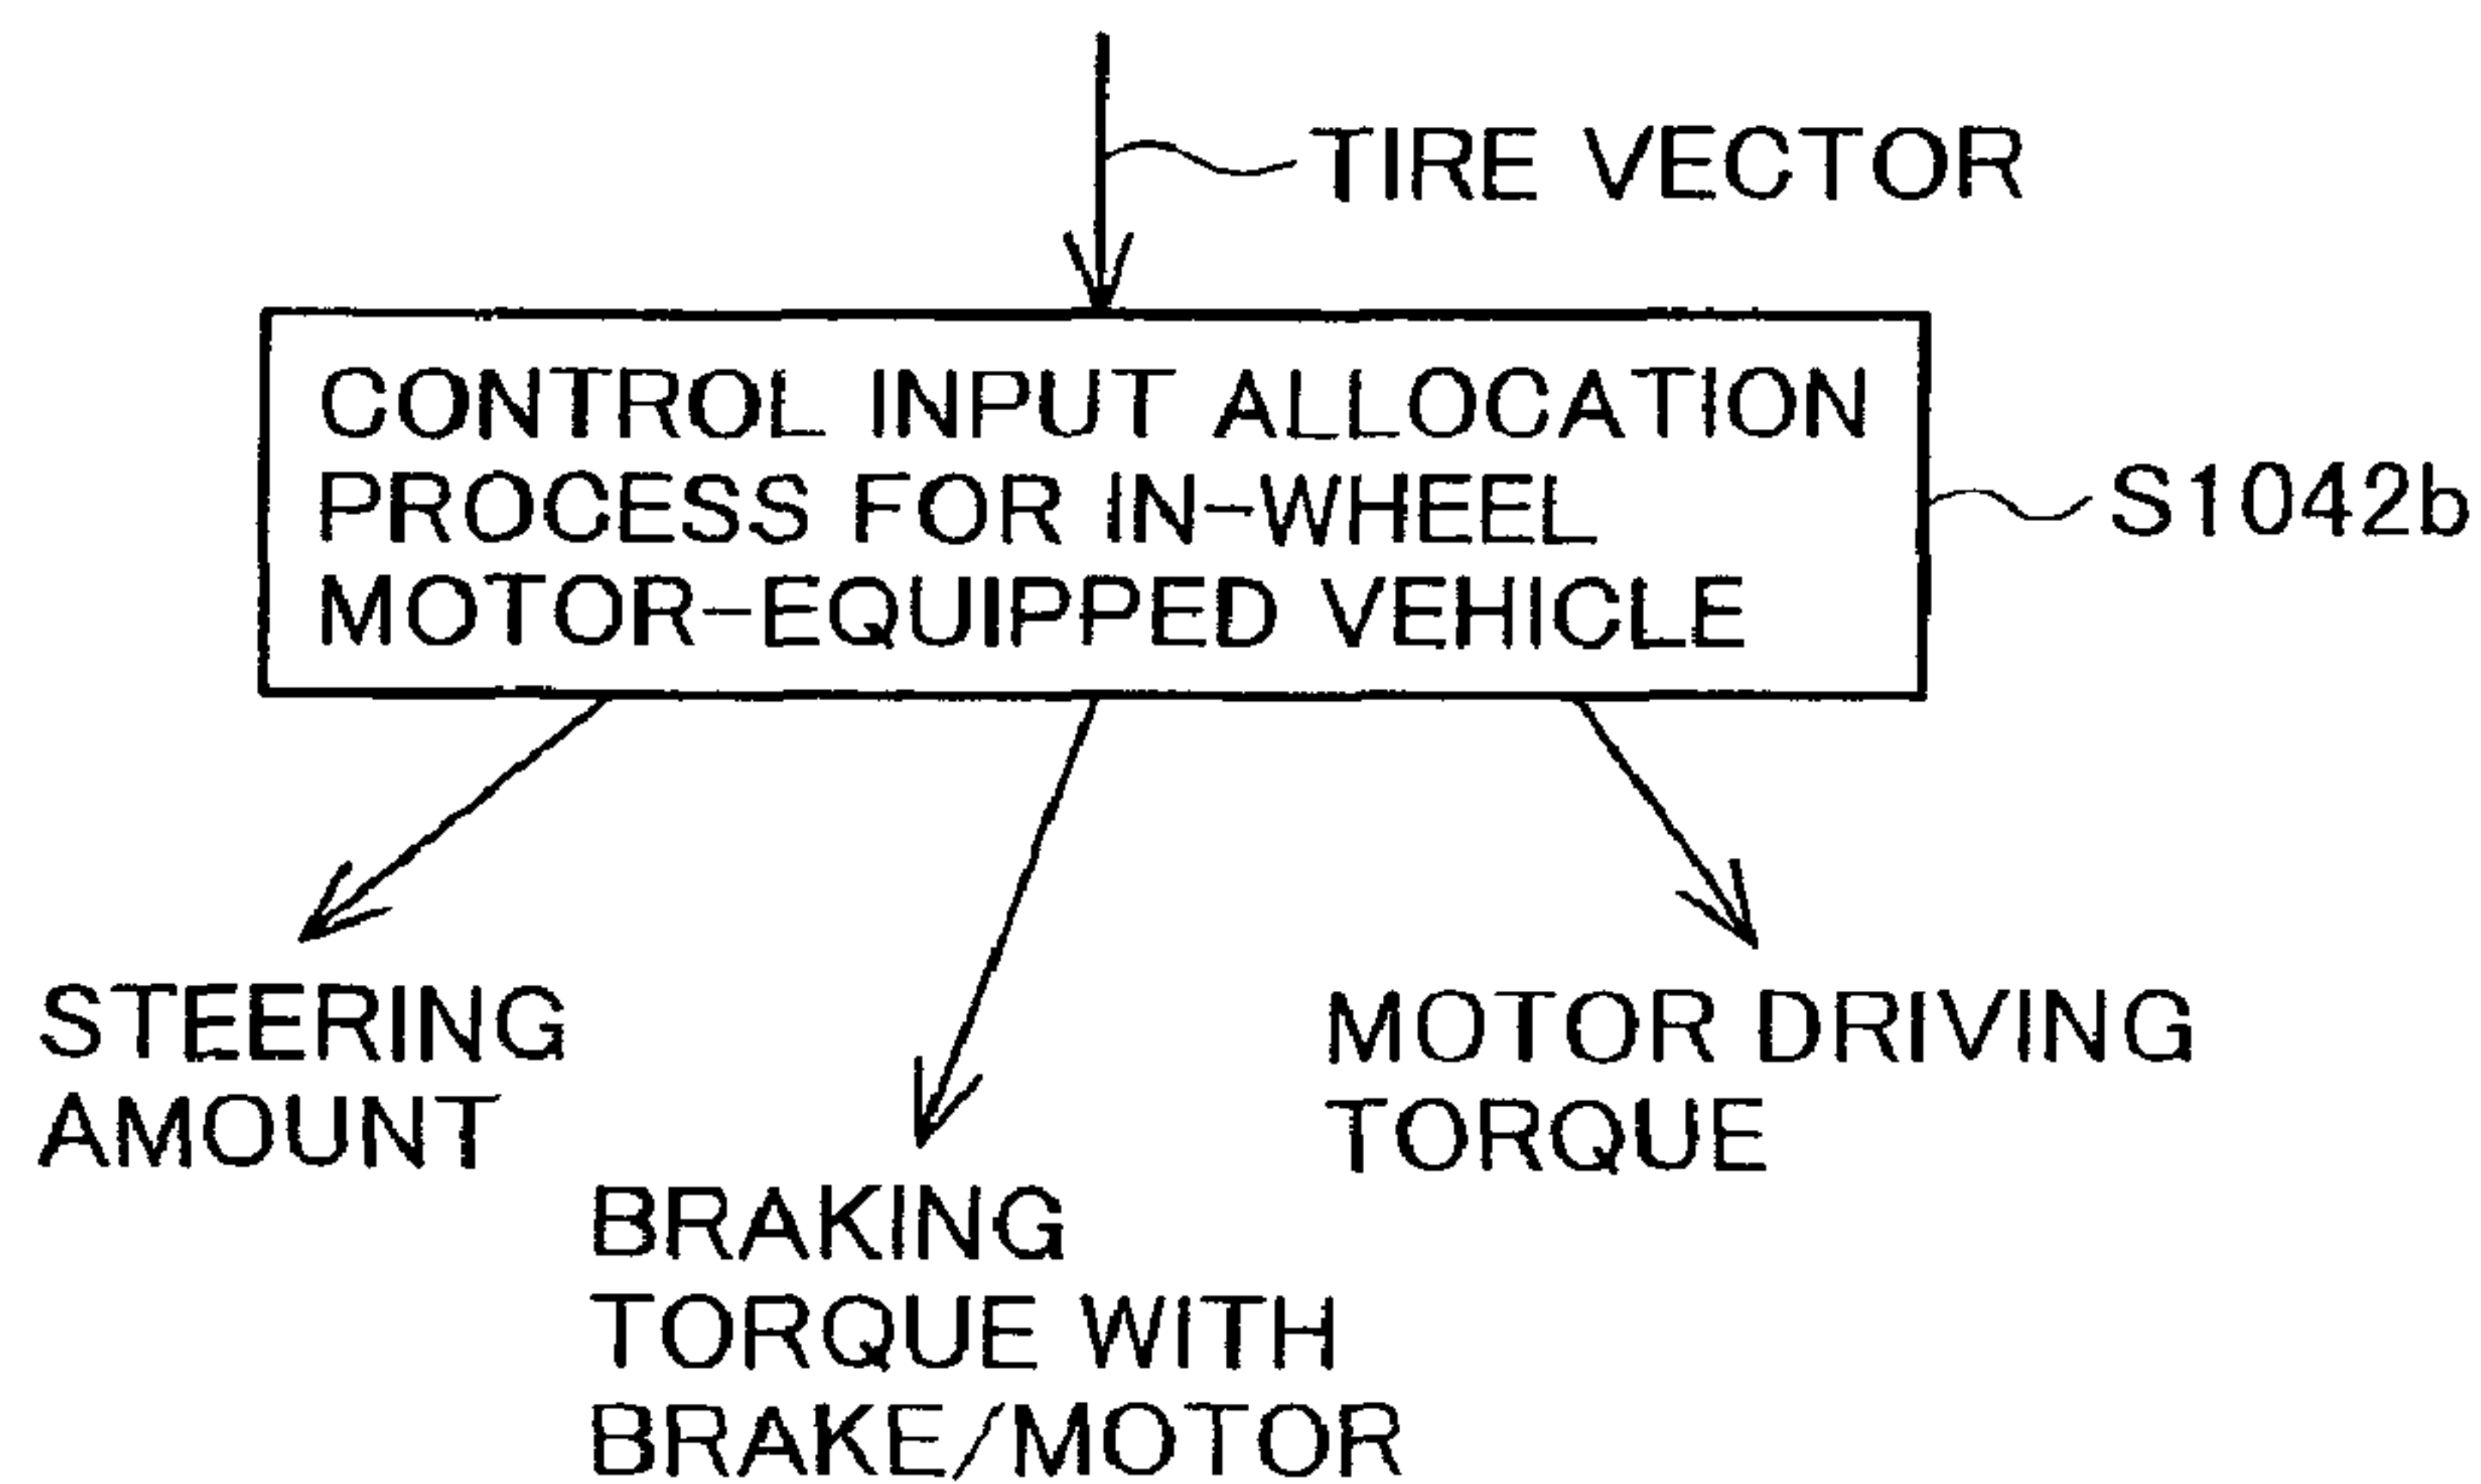 TIRE VECTOR
CONTROL INPUT ALLOCATION
PROCESS FOR IN-WHEEL
MOTOR-EQUIPPED VEHICLE
S1042b
STEERING
AMOUNT
BRAKING
TORQUE WITH
BRAKE/MOTOR
MOTOR DRIVING
TORQUE